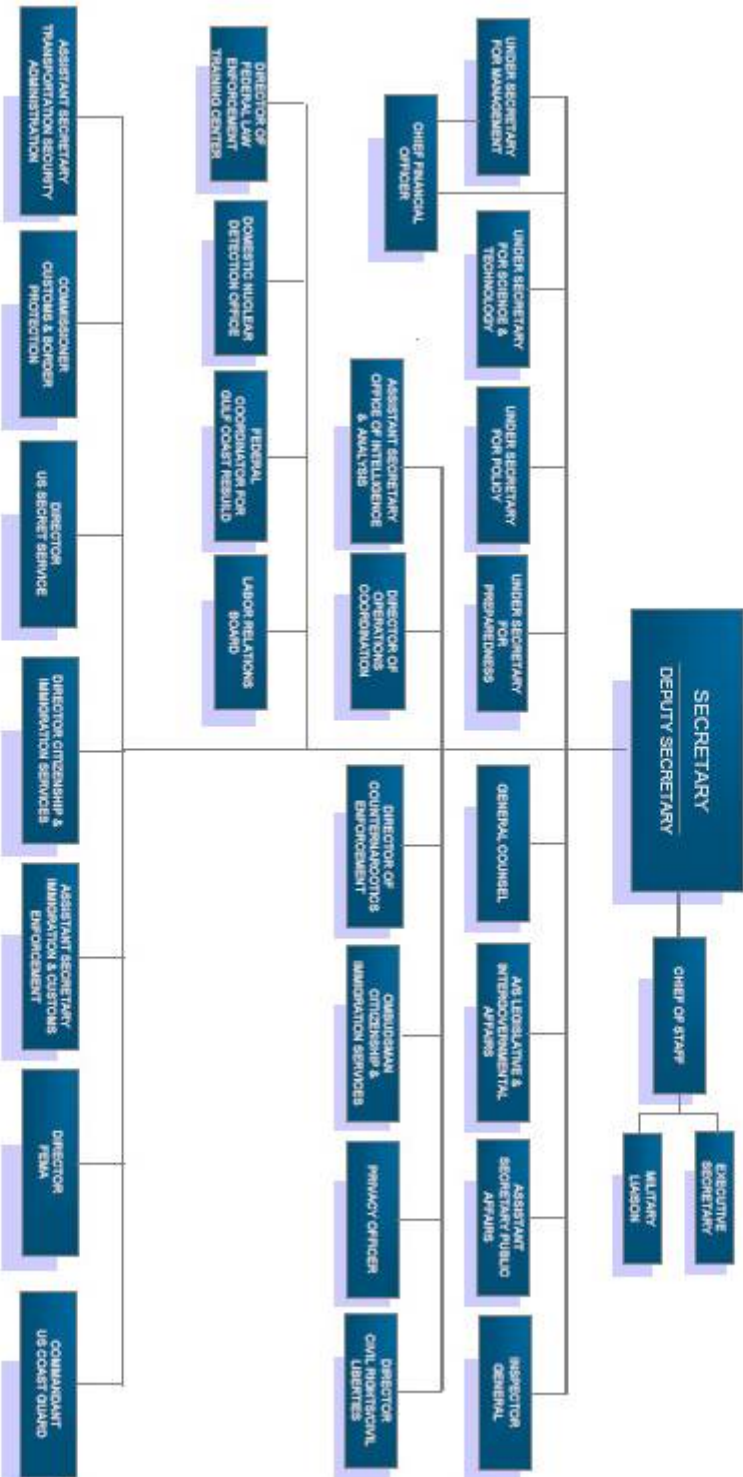 SECRETARY
DEPUTY SECRETARY
CHIEF OF STAFF
EXECUTIVE
SECRETARY
MILITARY
LIAISON
UNDER SECRETARY
FOR MANAGEMENT
UNDER SECRETARY
FOR SCIENCE &
TECHNOLOGY
UNDER SECRETARY
FOR POLICY
UNDER SECRETARY
FOR
PREPAREDNESS
GENERAL COUNSEL
A/S LEGISLATIVE &
INTERGOVERNMENTAL
AFFAIRS
ASSISTANT
SECRETARY PUBLIC
AFFAIRS
INSPECTOR
GENERAL
CHIEF FINANCIAL
OFFICER
ASSISTANT SECRETARY
OFFICE OF INTELLIGENCE
& ANALYSIS
DIRECTOR OF
OPERATIONS
COORDINATION
DIRECTOR OF
COUNTERNARCOTICS
ENFORCEMENT
OMBUDSMAN
CITIZENSHIP &
IMMIGRATION SERVICES
PRIVACY OFFICER
DIRECTOR
CIVIL RIGHTS/CIVIL
LIBERTIES
DIRECTOR OF
FEDERAL LAW
ENFORCEMENT
TRAINING CENTER
DOMESTIC NUCLEAR
DETECTION OFFICE
FEDERAL
COORDINATOR FOR
GULF COAST REBUILD
LABOR RELATIONS
BOARD
ASSISTANT SECRETARY
TRANSPORTATION SECURITY
ADMINISTRATION
COMMISSIONER
CUSTOMS & BORDER
PROTECTION
DIRECTOR
US SECRET SERVICE
DIRECTOR CITIZENSHIP &
IMMIGRATION SERVICES
ASSISTANT SECRETARY
IMMIGRATION & CUSTOMS
ENFORCEMENT
DIRECTOR
FEMA
COMMANDANT
US COAST GUARD